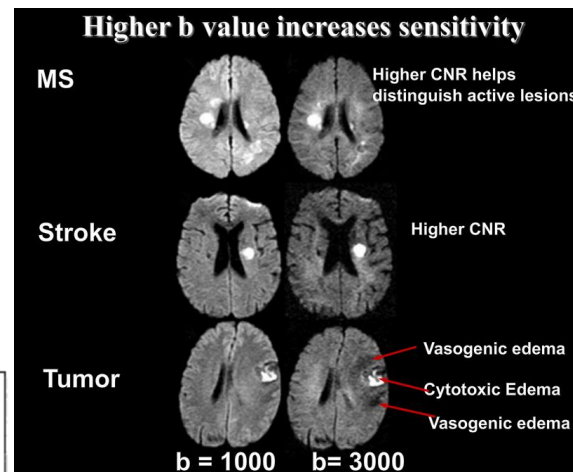 Higher b value increases sensitivity
MS
Higher CNR helps
distinguish active lesions
Stroke
Higher CNR
Tumor
Vasogenic edema
Cytotoxic Edema
Vasogenic edema
b = 1000
b= 3000